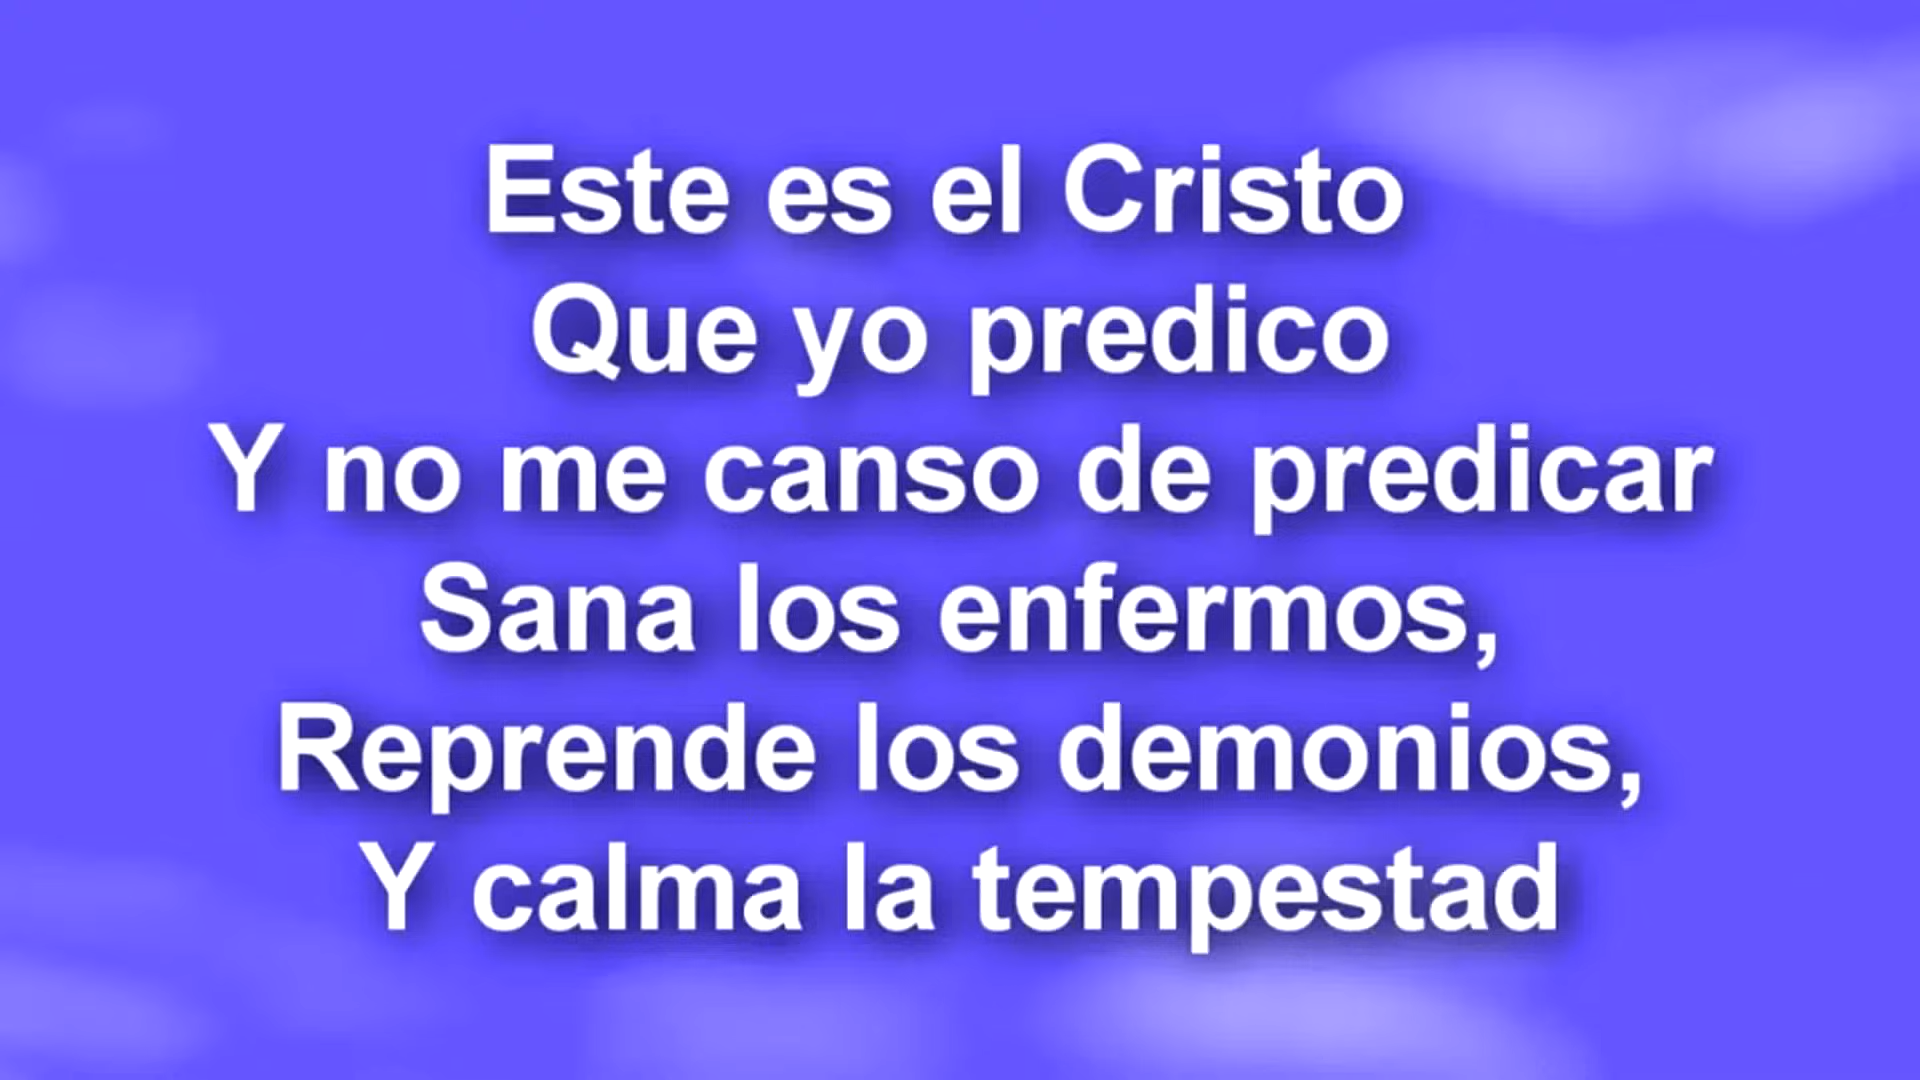 Este es el Cristo
Que yo predico
Y no me canso de predicar
Sana los enfermos,
Reprende los demonios,
Y calma la tempestad